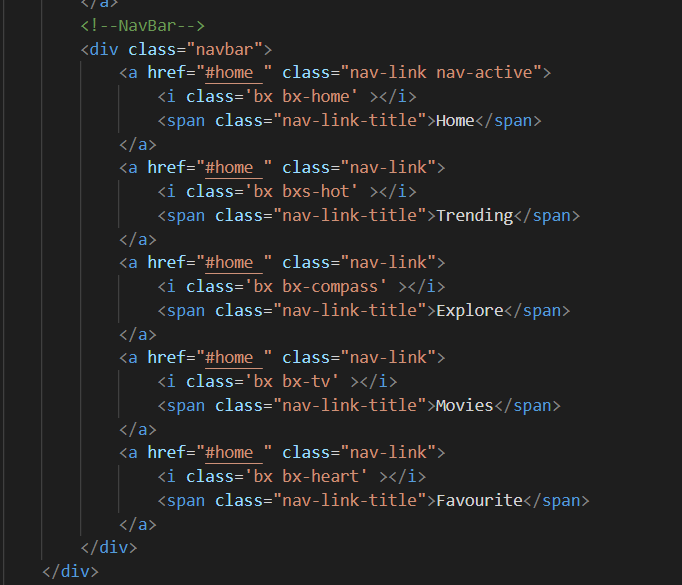 </a>
<!--NavBar-->
<div class="navbar">
<a href="#home " class="nav-link nav-active">
<i class='bx bx-home' ></i>
<span class="nav-link-title">Home</span>
</a>
<a href="#home " class="nav-link">
<i class='bx bxs-hot' ></i>
<span class="nav-link-title">Trending</span>
</a>
<a href="#home " class="nav-link">
<i class='bx bx-compass' ></i>
<span class="nav-link-title">Explore</span>
</a>
<a href="#home " class="nav-link">
<i class='bx bx-tv' ></i>
<span class="nav-link-title">Movies</span>
</a>
<a href="#home " class="nav-link">
<i class='bx bx-heart' ></i>
<span class="nav-link-title">Favourite</span>
</a>
</div>
</div>